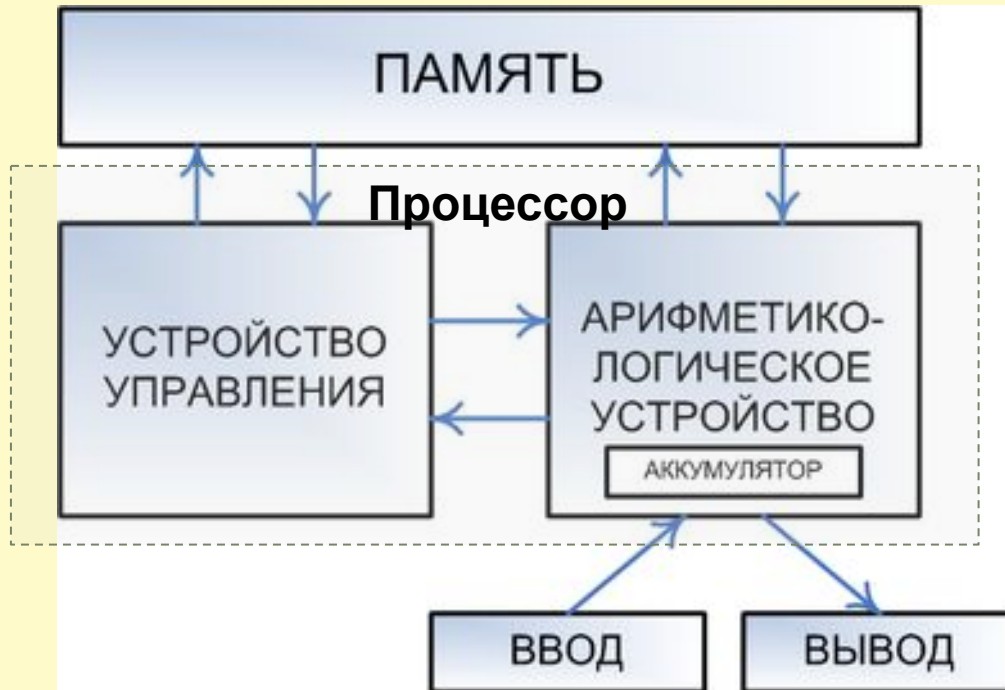 ПАМЯТЬ
Процессор
УСТРОЙСТВО
УПРАВЛЕНИЯ
АРИФМЕТИКО-
ЛОГИЧЕСКОЕ
УСТРОЙСТВО
АККУМУЛЯТОР
ВВОД
ВЫВОД